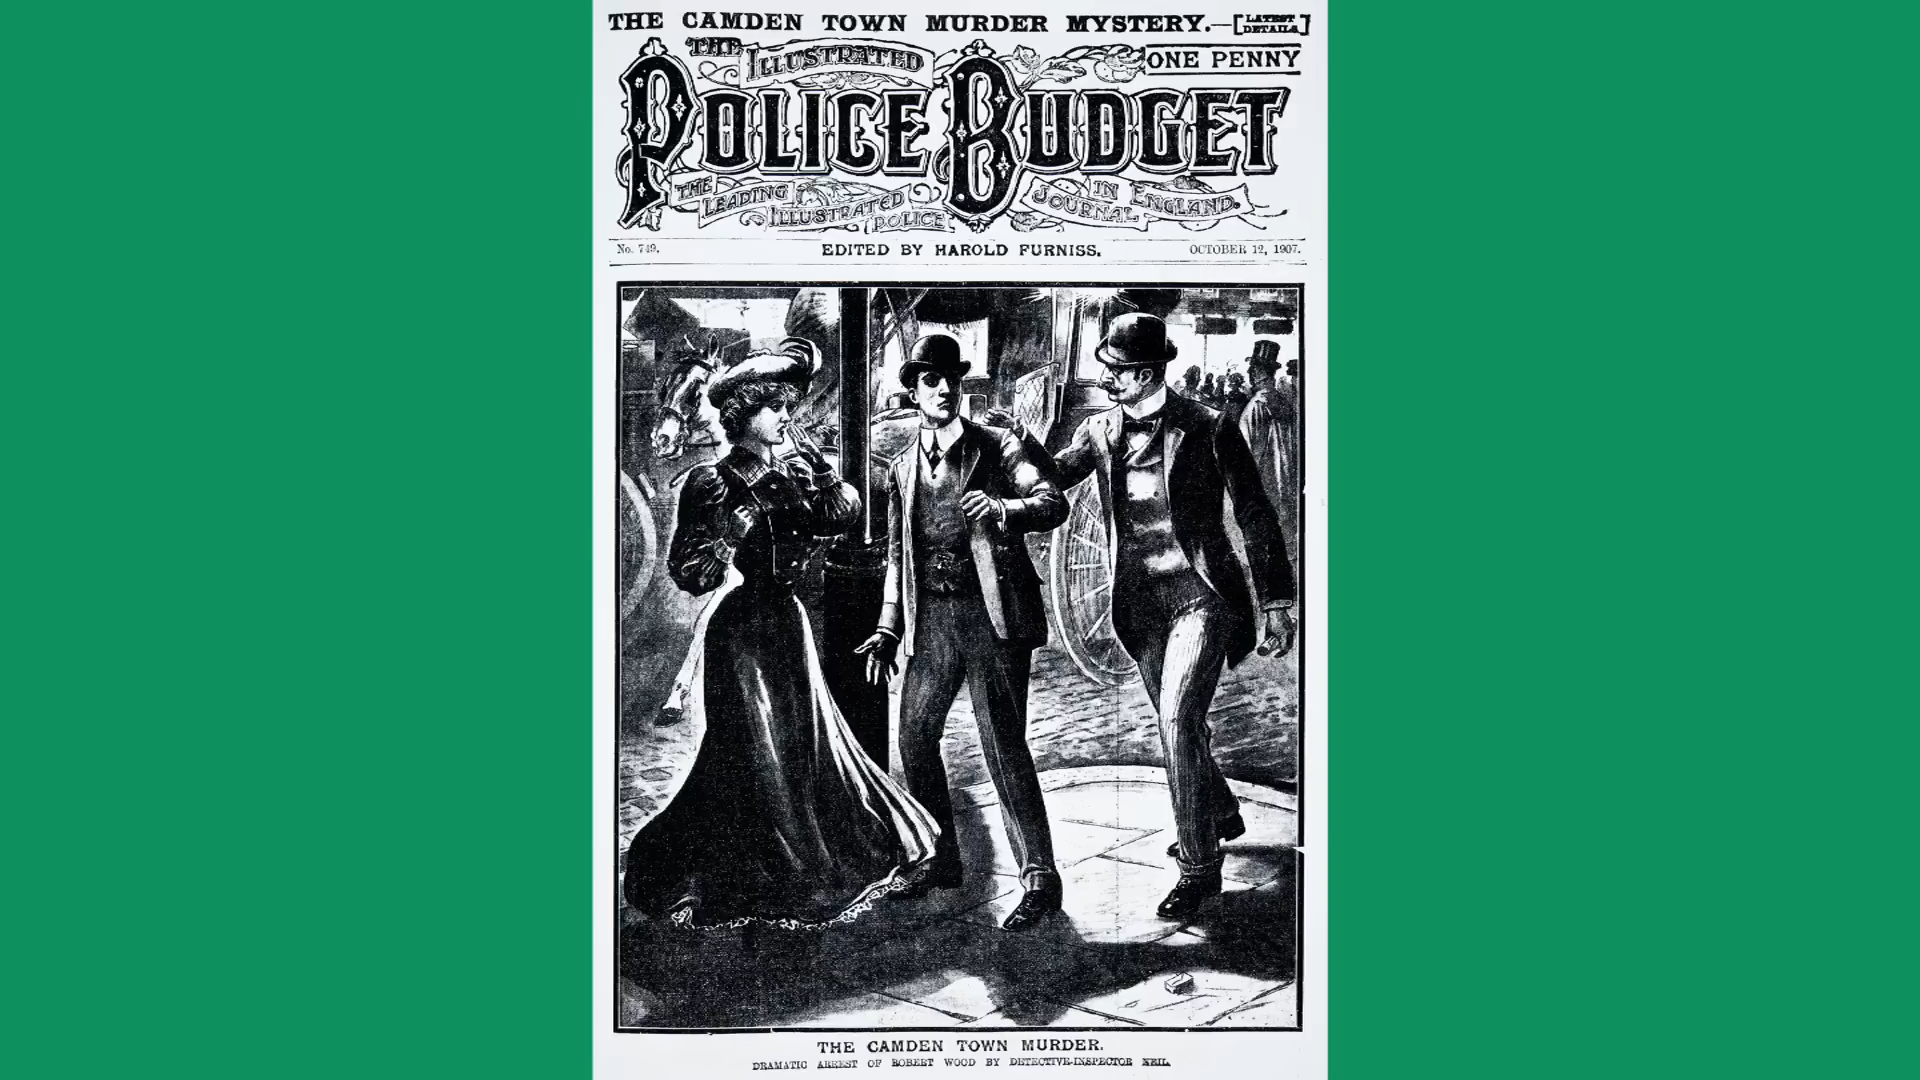 THE CAMDEN TOWN MURDER MYSTERY.—[LATEST DETAILS.]
THE ILLUSTRATED
ONE PENNY
POLICE BUDGET
THE LEADING ILLUSTRATED POLICE JOURNAL IN ENGLAND.
No. 749.
EDITED BY HAROLD FURNISS.
OCTOBER 12, 1907.
THE CAMDEN TOWN MURDER.
DRAMATIC ARREST OF ROBERT WOOD BY DETECTIVE-INSPECTOR NEIL.